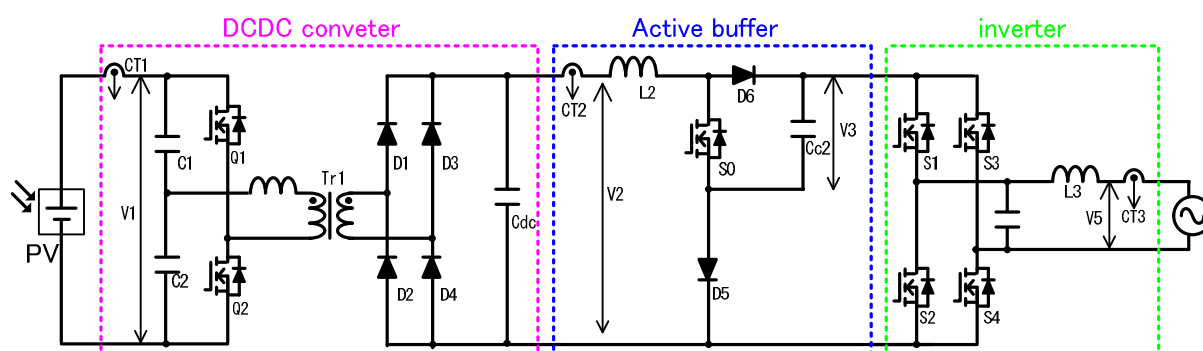 DCDC conveter
Active buffer
inverter
CT1
V1
C1
C2
Q1
Q2
PV
Tr1
D1
D3
D2
D4
Cdc
CT2
L2
V2
D6
S0
Cc2
V3
D5
S1
S3
S2
S4
L3
V5
CT3